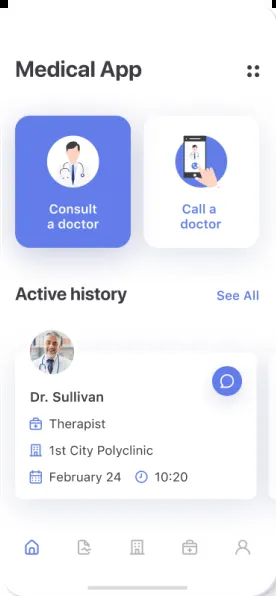 Medical App
Consult
a doctor
Call a
doctor
Active history
See All
Dr. Sullivan
Therapist
1st City Polyclinic
February 24
10:20